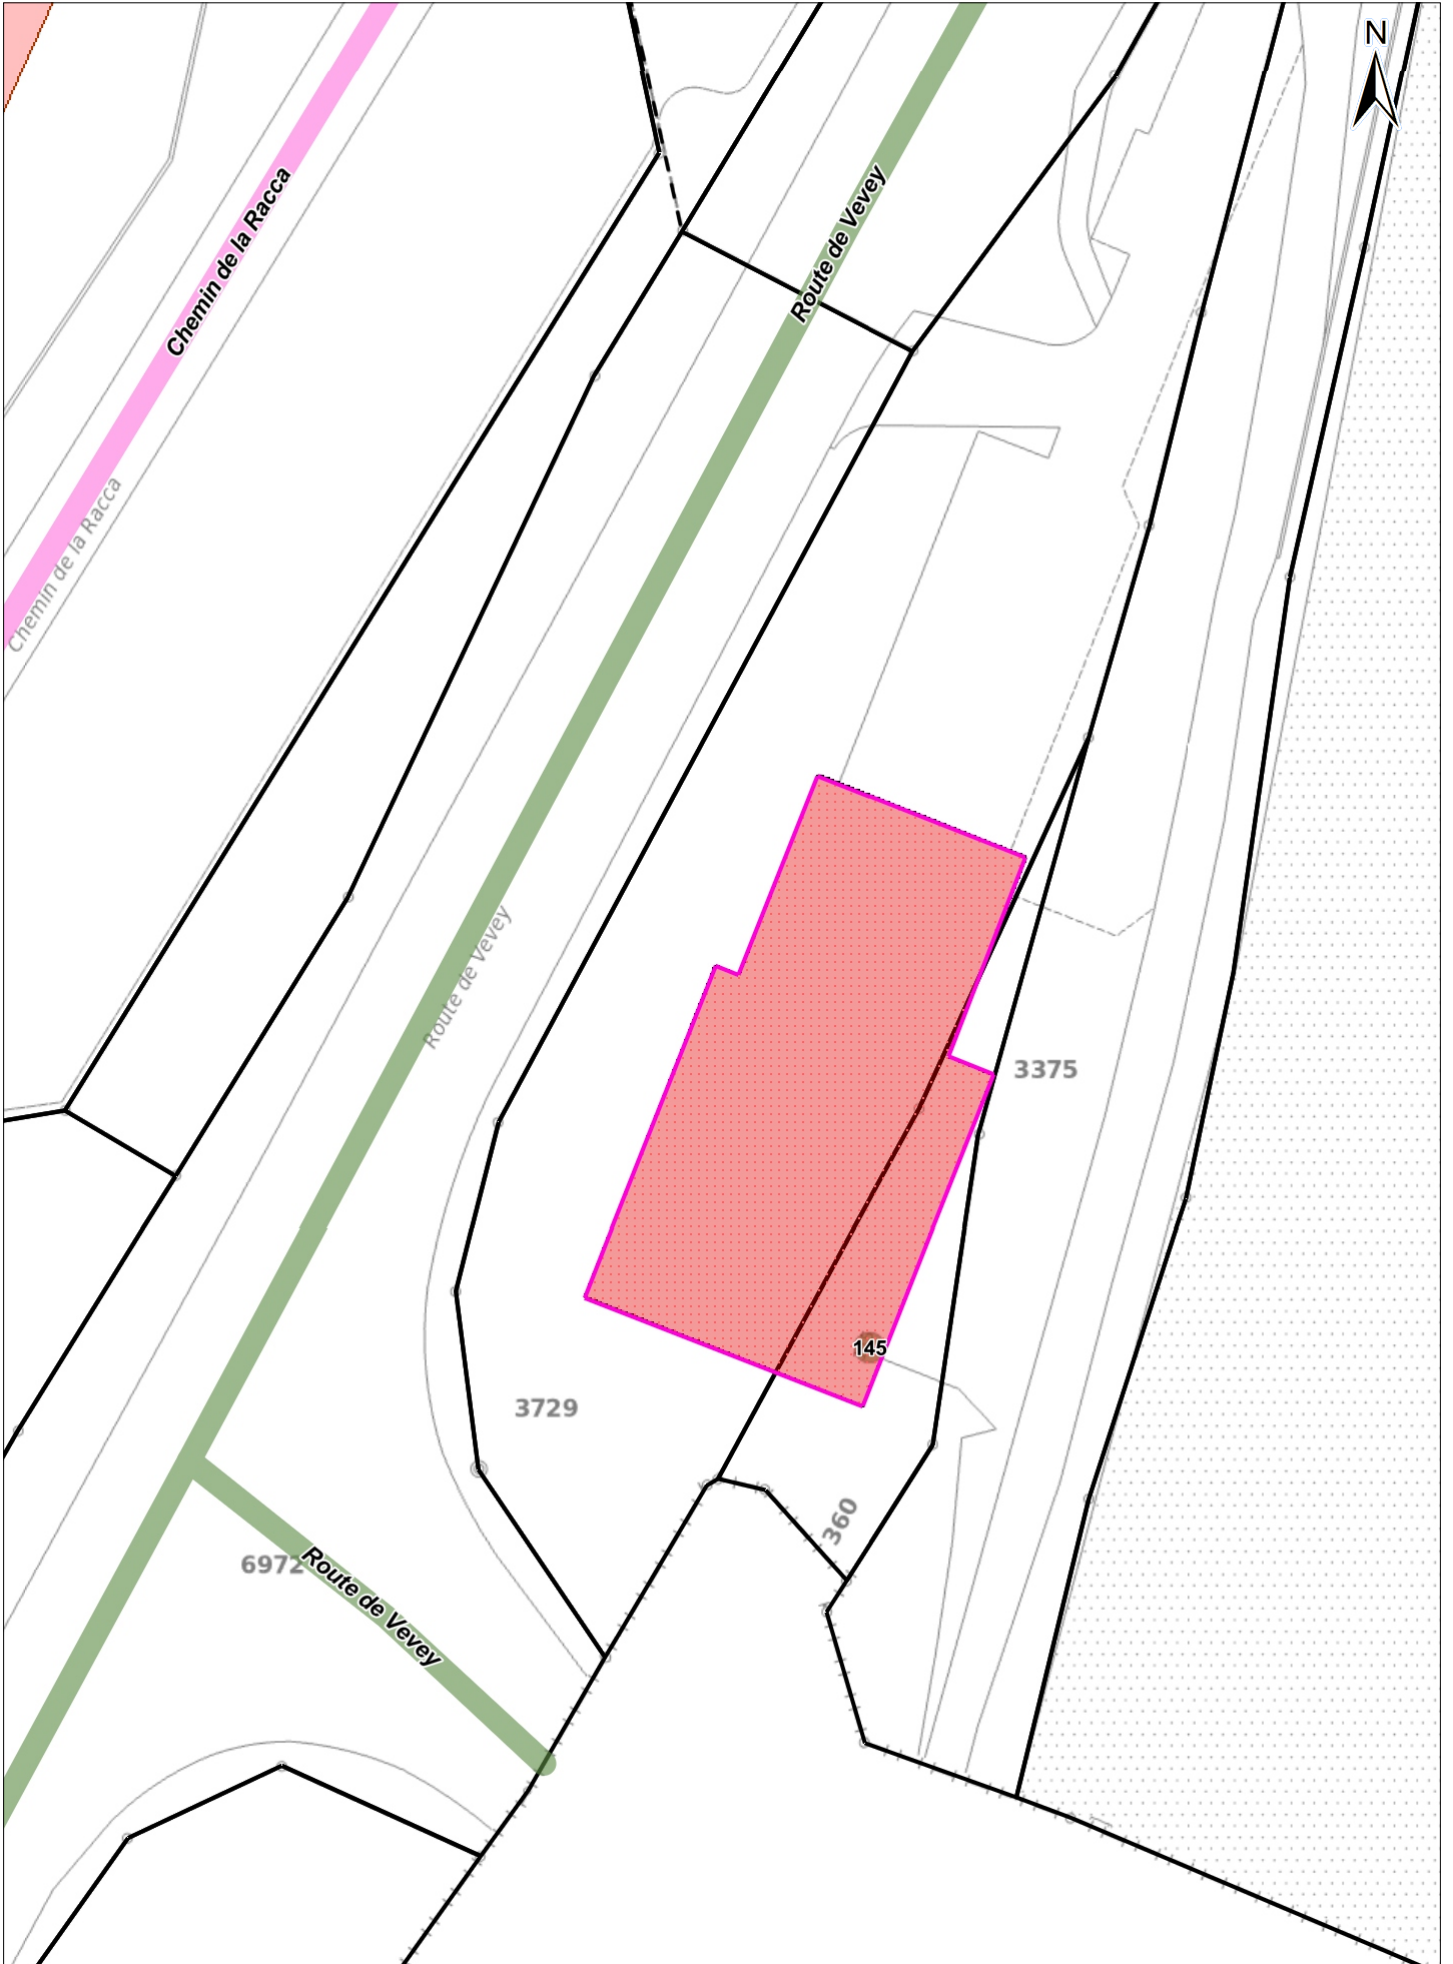 N
Chemin de la Racca
Route de Vevey
Chemin de la Racca
Route de Vevey
3375
145
3729
360
6972
Route de Vevey